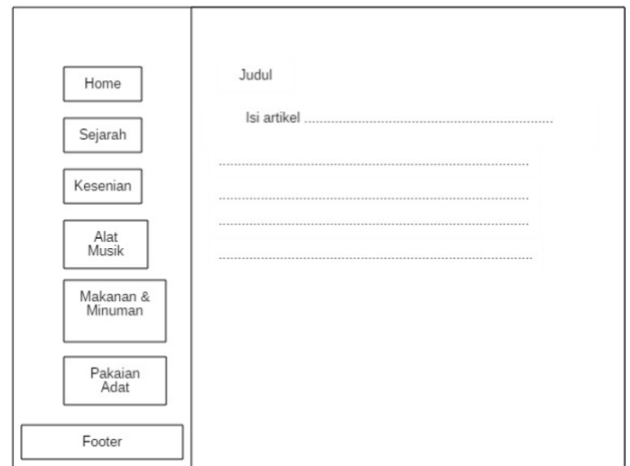 Home
Sejarah
Kesenian
Alat
Musik
Makanan &
Minuman
Pakaian
Adat
Footer
Judul
Isi artikel ........................................................................
..........................................................................................
..........................................................................................
..........................................................................................
...........................................................................................